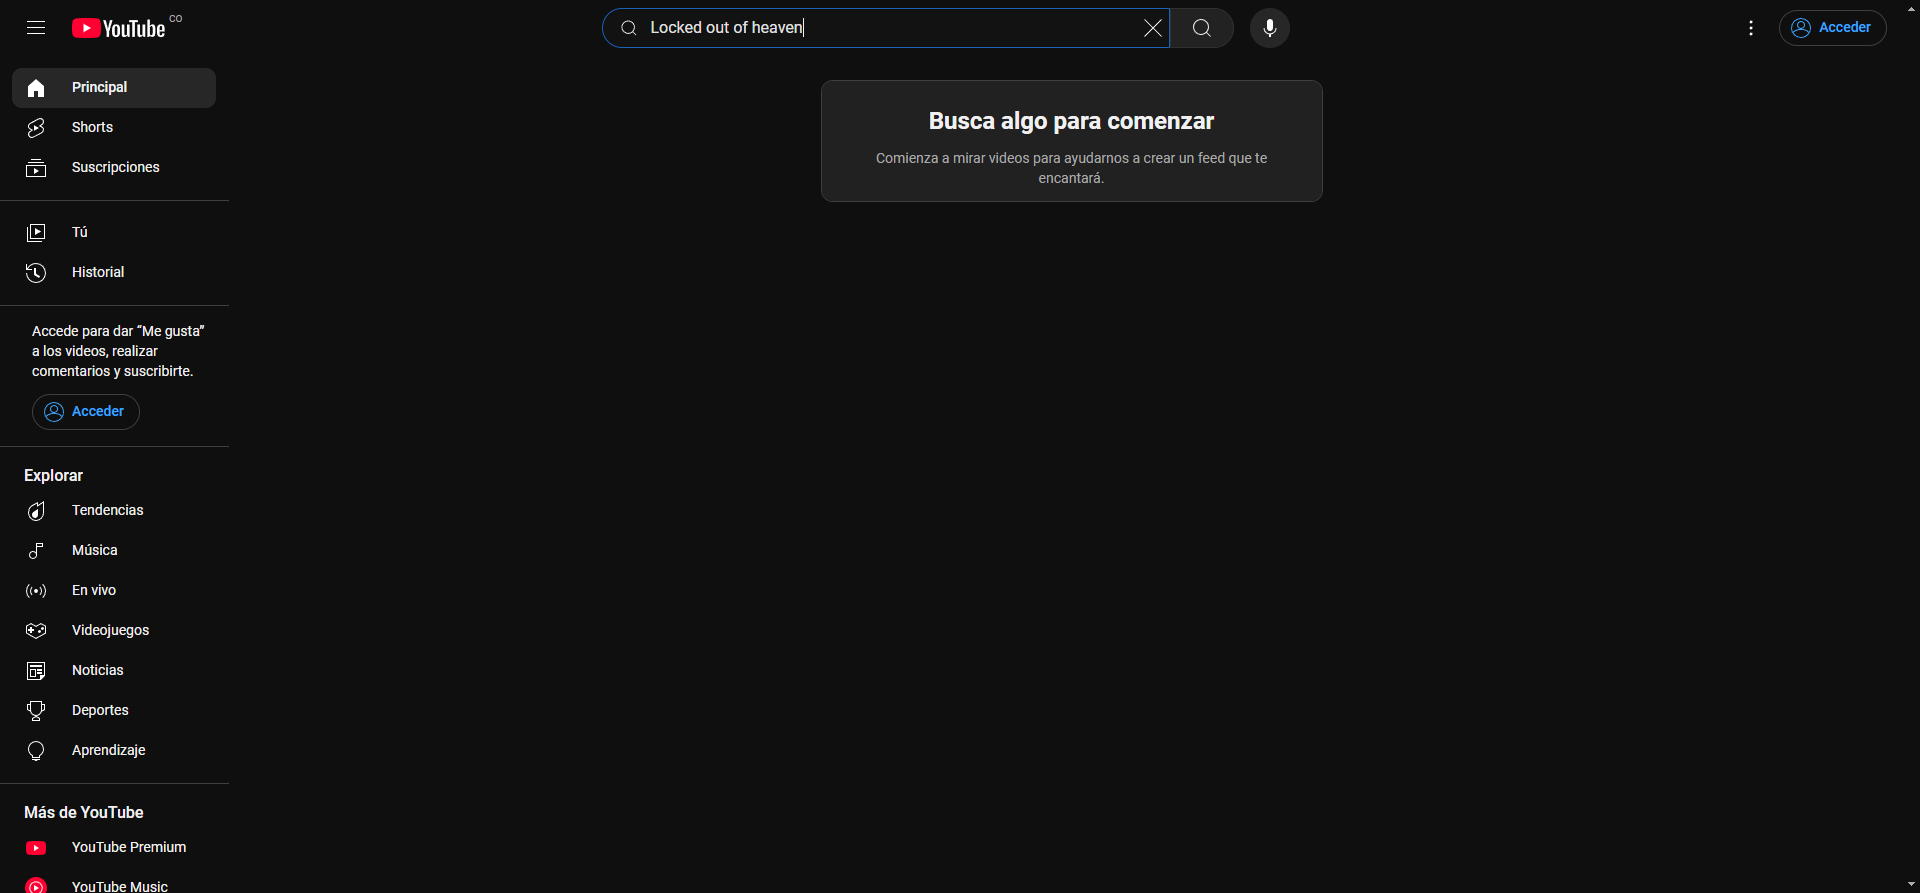 YouTube CO
Locked out of heaven
Acceder
Principal
Shorts
Suscripciones
Tú
Historial
Accede para dar “Me gusta”
a los videos, realizar
comentarios y suscribirte.
Acceder
Explorar
Tendencias
Música
En vivo
Videojuegos
Noticias
Deportes
Aprendizaje
Más de YouTube
YouTube Premium
YouTube Music
Busca algo para comenzar
Comienza a mirar videos para ayudarnos a crear un feed que te
encantará.